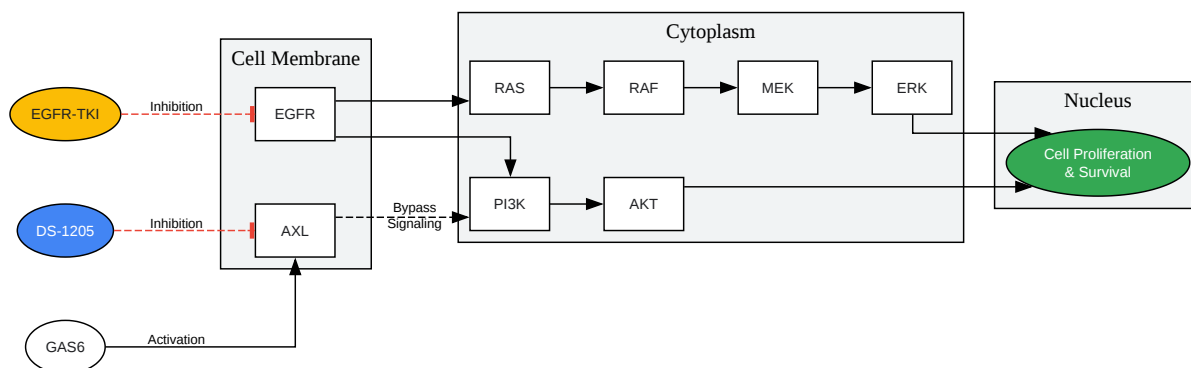 Cytoplasm
Cell Membrane
RAS
RAF
MEK
ERK
Nucleus
EGFR-TKI
Inhibition
EGFR
Cell Proliferation
& Survival
PI3K
AKT
Bypass
Signaling
DS-1205
Inhibition
AXL
GAS6
Activation